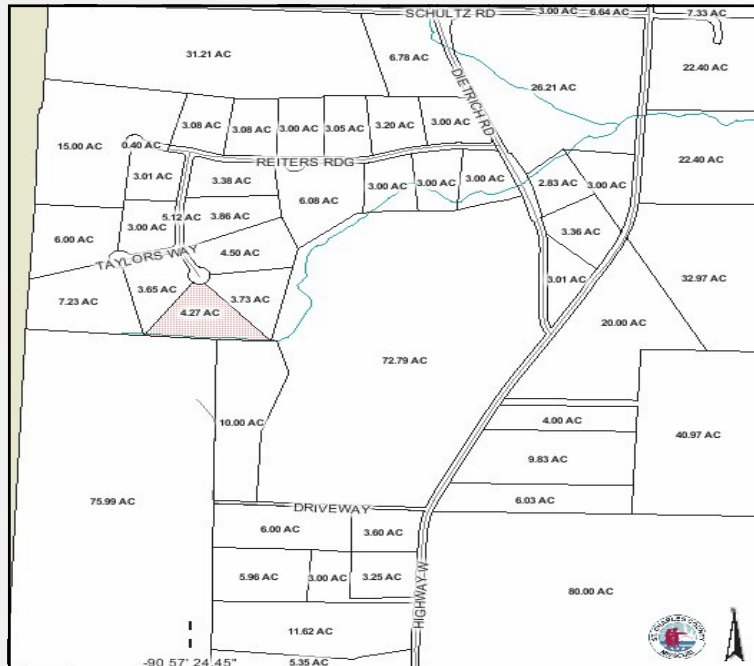 SCHULTZ RD
3.00 AC
6.64 AC
7.33 AC
31.21 AC
6.78 AC
DIETRICH RD
26.21 AC
22.40 AC
15.00 AC
0.40 AC
3.08 AC
3.08 AC
3.00 AC
3.05 AC
3.20 AC
3.00 AC
REITERS RDG
22.40 AC
3.01 AC
3.38 AC
6.08 AC
3.00 AC
3.00 AC
3.00 AC
2.83 AC
3.00 AC
6.00 AC
3.00 AC
5.12 AC
3.86 AC
3.36 AC
TAYLORS WAY
4.50 AC
7.23 AC
3.65 AC
3.73 AC
4.27 AC
3.01 AC
32.97 AC
20.00 AC
72.79 AC
10.00 AC
4.00 AC
40.97 AC
9.83 AC
75.99 AC
6.03 AC
DRIVEWAY
6.00 AC
3.60 AC
5.96 AC
3.00 AC
3.25 AC
HIGHWAY W
80.00 AC
11.62 AC
ST. CHARLES COUNTY
MISSOURI
-90 57' 24.45"
5.35 AC